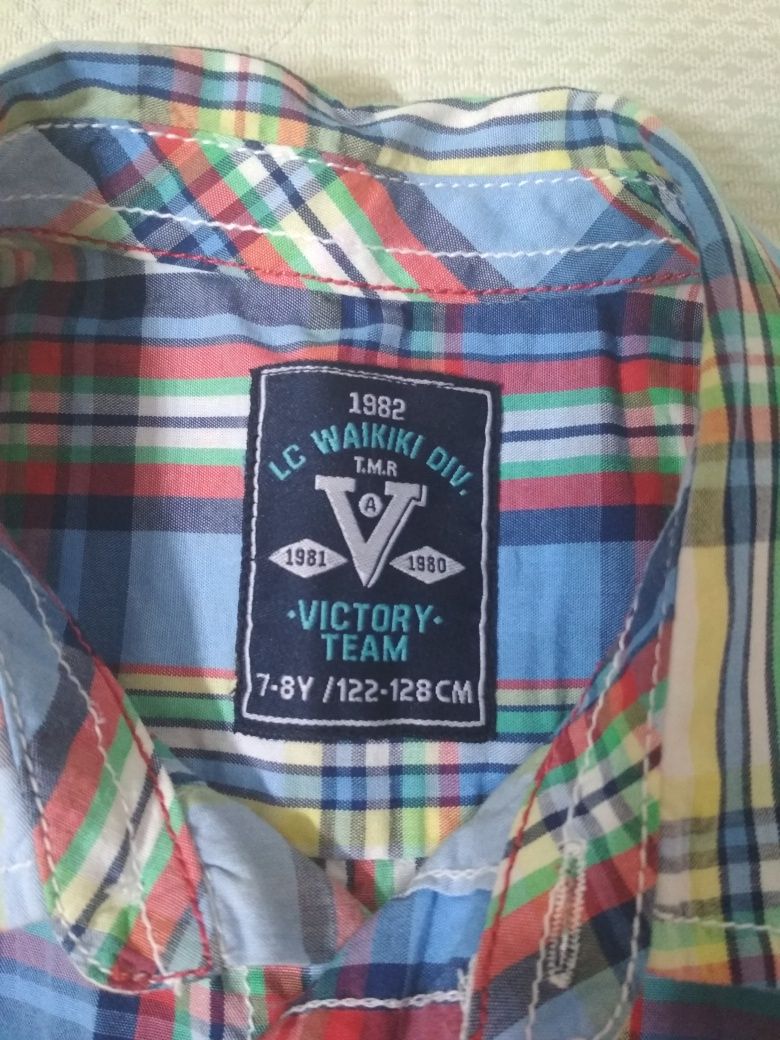 1982
LC WAIKIKI DIV.
T.M.R
V
A
1981 1980
·VICTORY·
TEAM
7-8Y /122-128CM